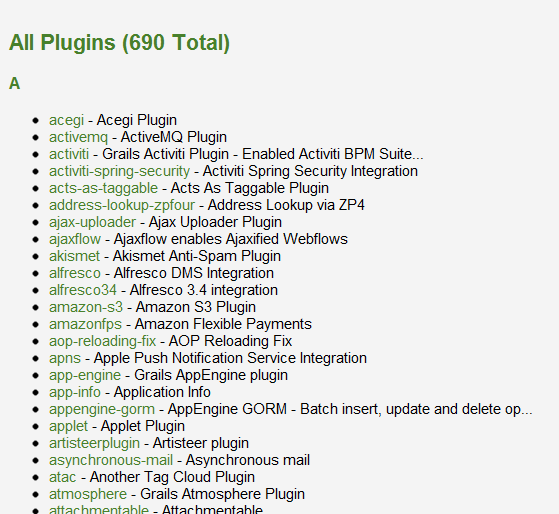 All Plugins (690 Total)
A
acegi - Acegi Plugin
activemq - ActiveMQ Plugin
activiti - Grails Activiti Plugin - Enabled Activiti BPM Suite...
activiti-spring-security - Activiti Spring Security Integration
acts-as-taggable - Acts As Taggable Plugin
address-lookup-zpfour - Address Lookup via ZP4
ajax-uploader - Ajax Uploader Plugin
ajaxflow - Ajaxflow enables Ajaxified Webflows
akismet - Akismet Anti-Spam Plugin
alfresco - Alfresco DMS Integration
alfresco34 - Alfresco 3.4 integration
amazon-s3 - Amazon S3 Plugin
amazonfps - Amazon Flexible Payments
aop-reloading-fix - AOP Reloading Fix
apns - Apple Push Notification Service Integration
app-engine - Grails AppEngine plugin
app-info - Application Info
appengine-gorm - AppEngine GORM - Batch insert, update and delete op...
applet - Applet Plugin
artisteerplugin - Artisteer plugin
asynchronous-mail - Asynchronous mail
atac - Another Tag Cloud Plugin
atmosphere - Grails Atmosphere Plugin
attachmentable - Attachmentable